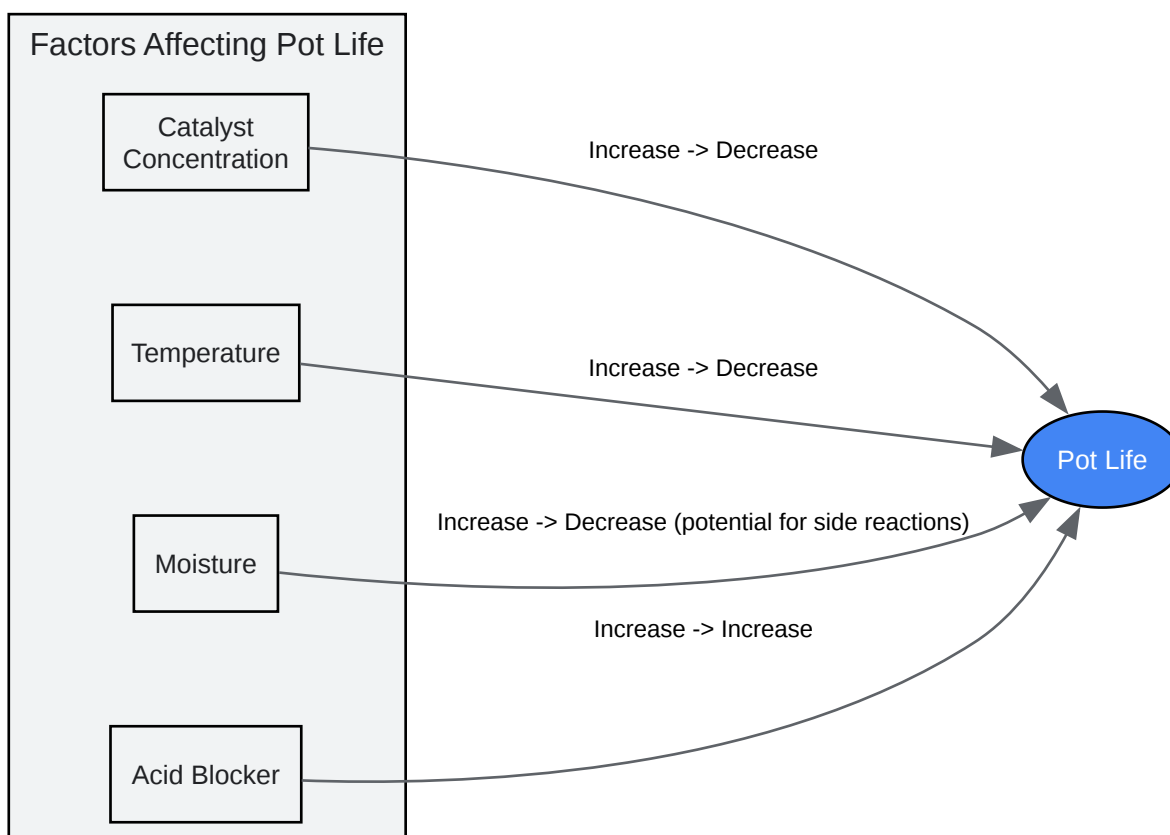 Factors Affecting Pot Life
Catalyst
Concentration
Increase -> Decrease
Temperature
Increase -> Decrease
Pot Life
Increase -> Decrease (potential for side reactions)
Moisture
Increase -> Increase
Acid Blocker